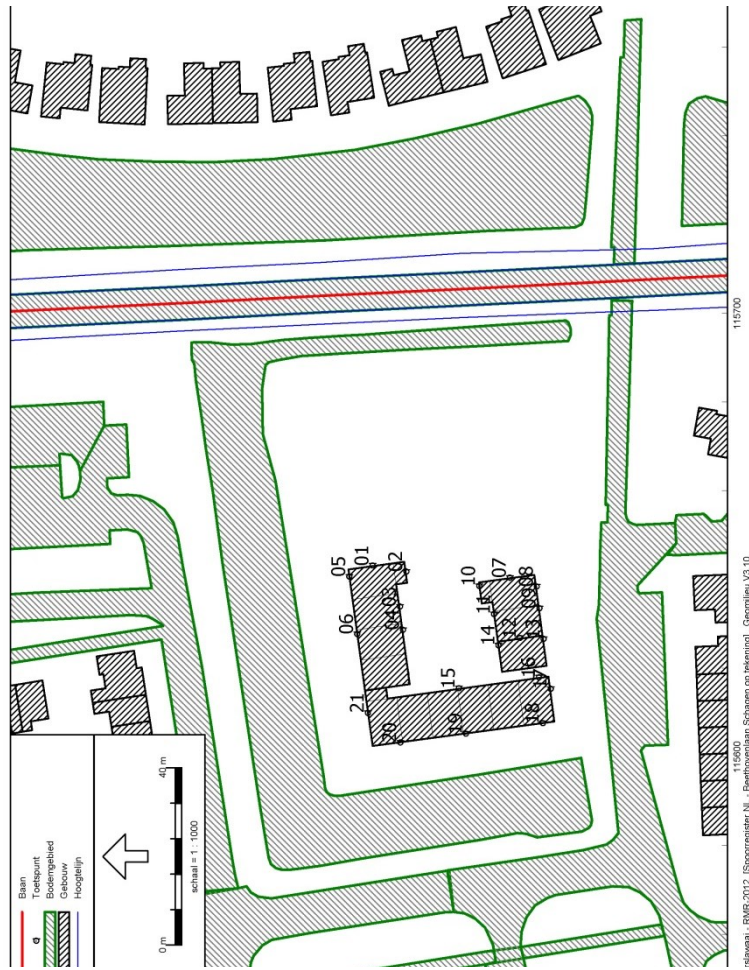 05
01
02
06
03
04
10
07
08
11
09
14
12
13
15
16
21
18
19
20
115700
115600
Baan
Toetspunt
Bodemgebied
Gebouw
Hoogtelijn
0 m
40 m
schaal = 1 : 1000
- RMR-2012, [Spoorregister NL - Beethovenlaan Schagen op tekening], Geomilieu V3.10